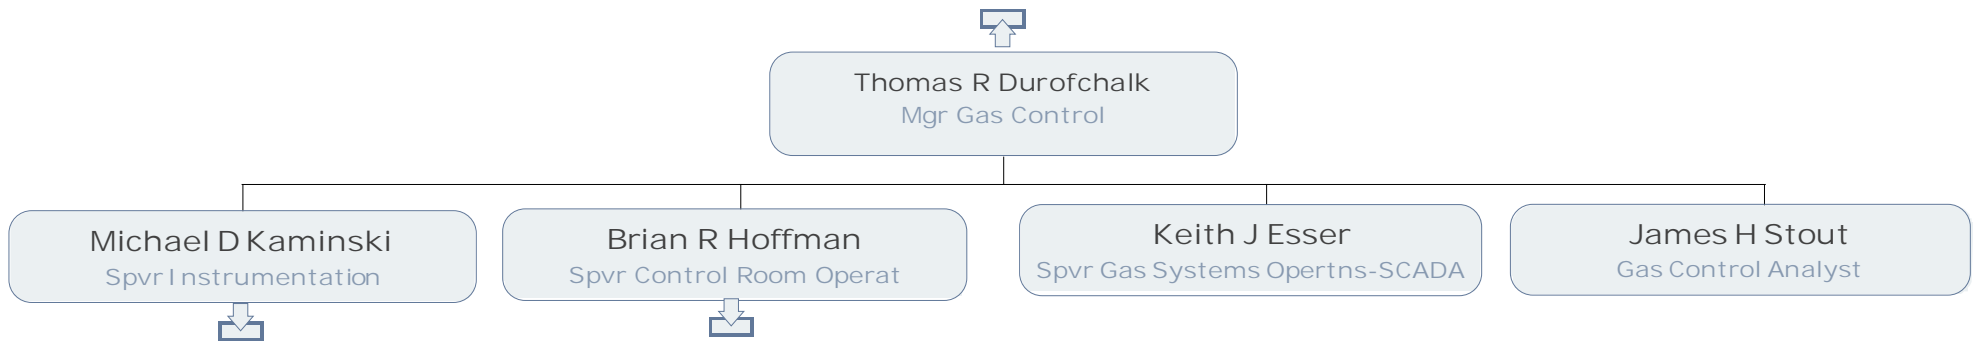 Thomas R Durofchalk
Mgr Gas Control
Michael D Kaminski
Spvr Instrumentation
Brian R Hoffman
Spvr Control Room Operat
Keith J Esser
Spvr Gas Systems Opertns-SCADA
James H Stout
Gas Control Analyst